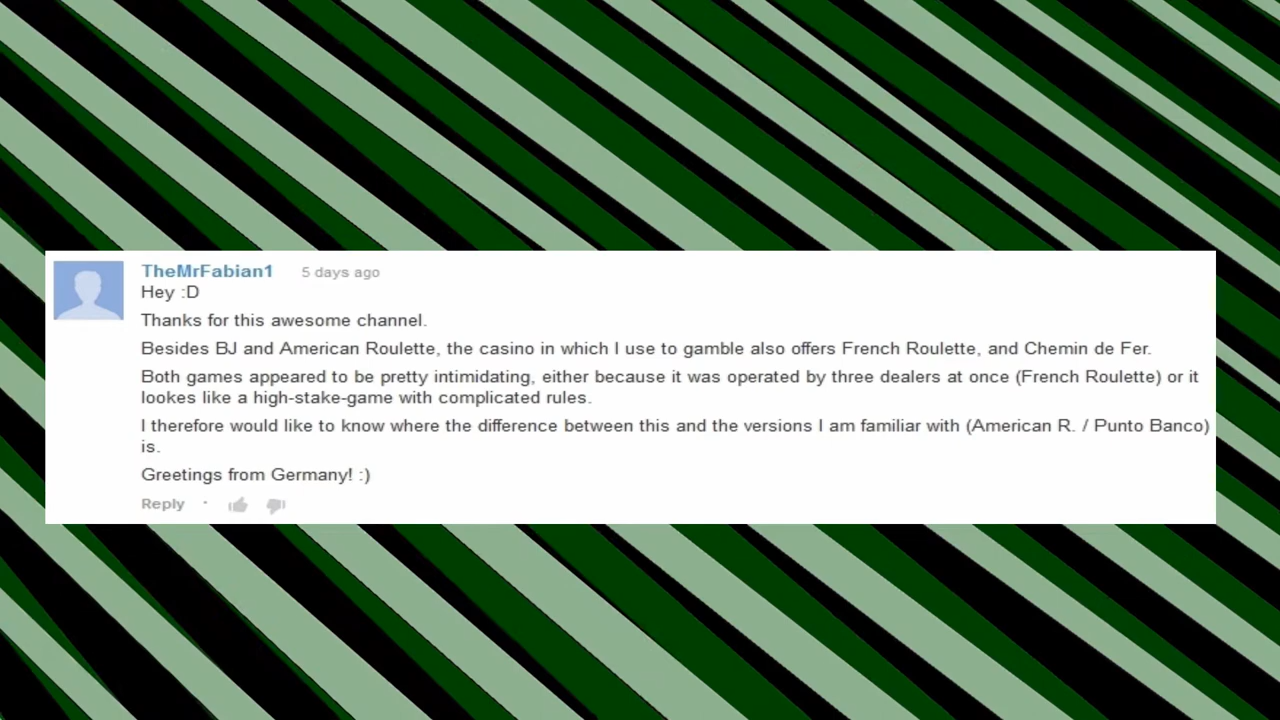 TheMrFabian1 5 days ago
Hey :D
Thanks for this awesome channel.
Besides BJ and American Roulette, the casino in which I use to gamble also offers French Roulette, and Chemin de Fer.
Both games appeared to be pretty intimidating, either because it was operated by three dealers at once (French Roulette) or it
lookes like a high-stake-game with complicated rules.
I therefore would like to know where the difference between this and the versions I am familiar with (American R. / Punto Banco)
is.
Greetings from Germany! :)
Reply ·